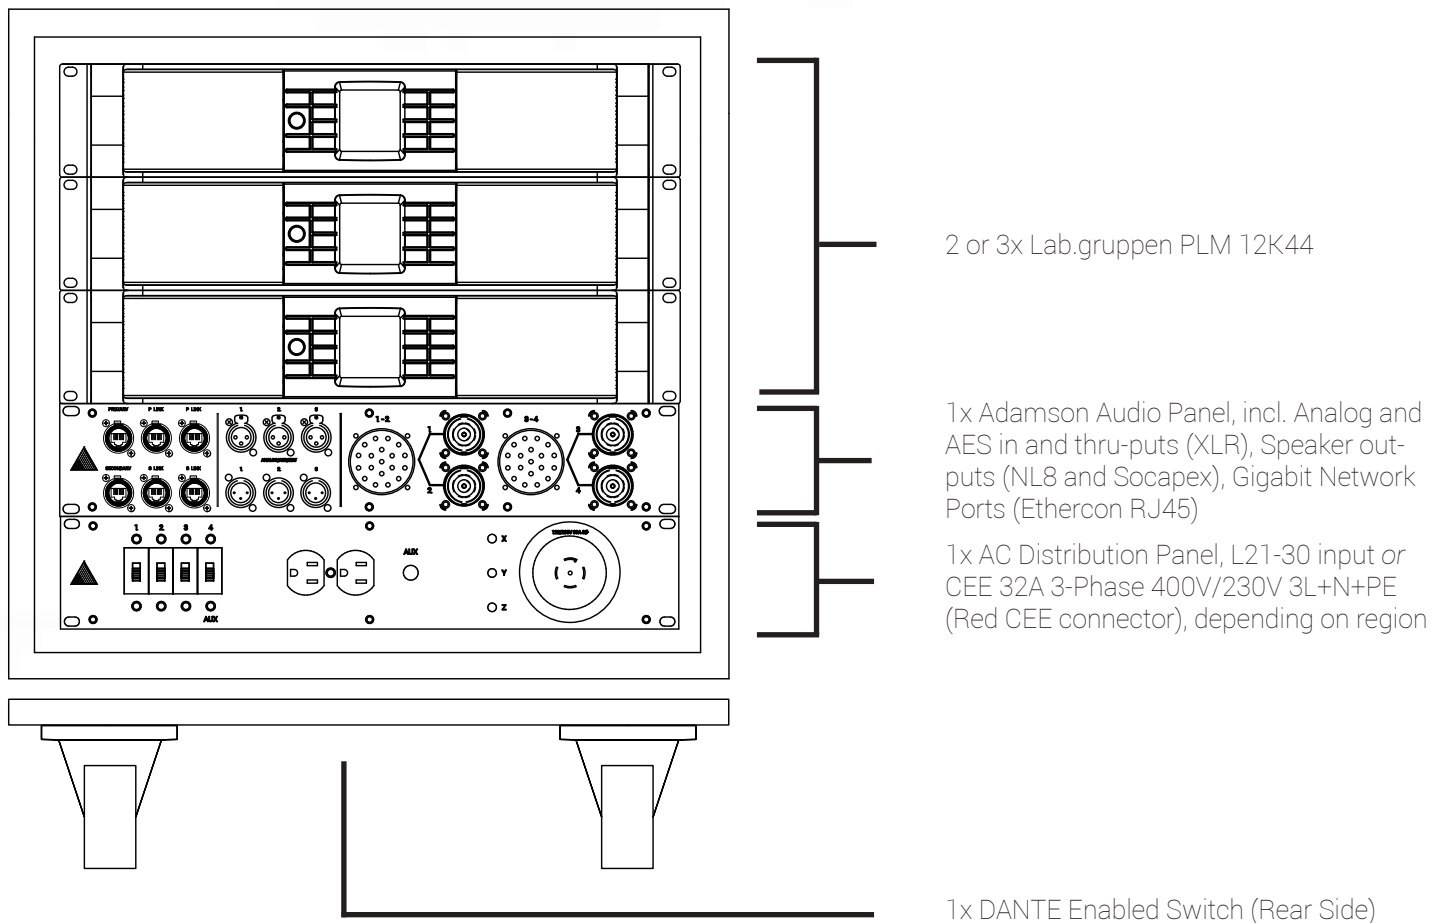 2 or 3x Lab.gruppen PLM 12K44
PRIMARY P LINK P LINK 1 2 3 1-2 3-4
1 3
SECONDARY S LINK S LINK 1 2 3 2 4
1x Adamson Audio Panel, incl. Analog and
AES in and thru-puts (XLR), Speaker out-
puts (NL8 and Socapex), Gigabit Network
Ports (Ethercon RJ45)
1 2 3 4
AUX
X
Y
Z
AUX
1x AC Distribution Panel, L21-30 input or
CEE 32A 3-Phase 400V/230V 3L+N+PE
(Red CEE connector), depending on region
1x DANTE Enabled Switch (Rear Side)